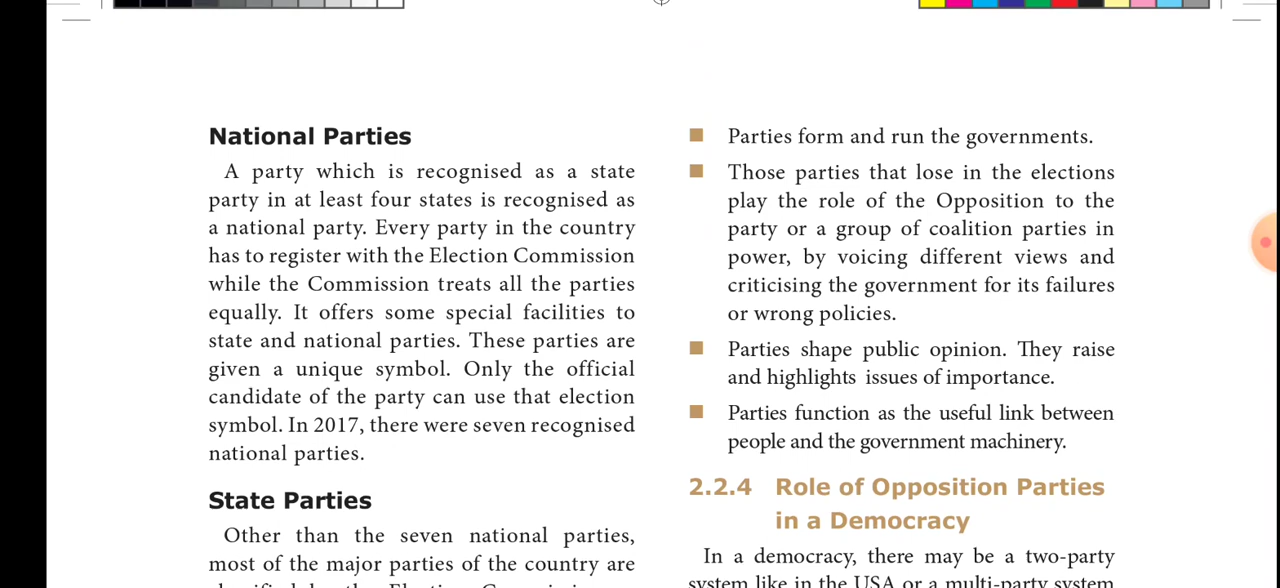 National Parties
A party which is recognised as a state
party in at least four states is recognised as
a national party. Every party in the country
has to register with the Election Commission
while the Commission treats all the parties
equally. It offers some special facilities to
state and national parties. These parties are
given a unique symbol. Only the official
candidate of the party can use that election
symbol. In 2017, there were seven recognised
national parties.
State Parties
Other than the seven national parties,
most of the major parties of the country are
Parties form and run the governments.
Those parties that lose in the elections
play the role of the Opposition to the
party or a group of coalition parties in
power, by voicing different views and
criticising the government for its failures
or wrong policies.
Parties shape public opinion. They raise
and highlights issues of importance.
Parties function as the useful link between
people and the government machinery.
2.2.4 Role of Opposition Parties
in a Democracy
In a democracy, there may be a two-party
system like in the USA or a multi-party system